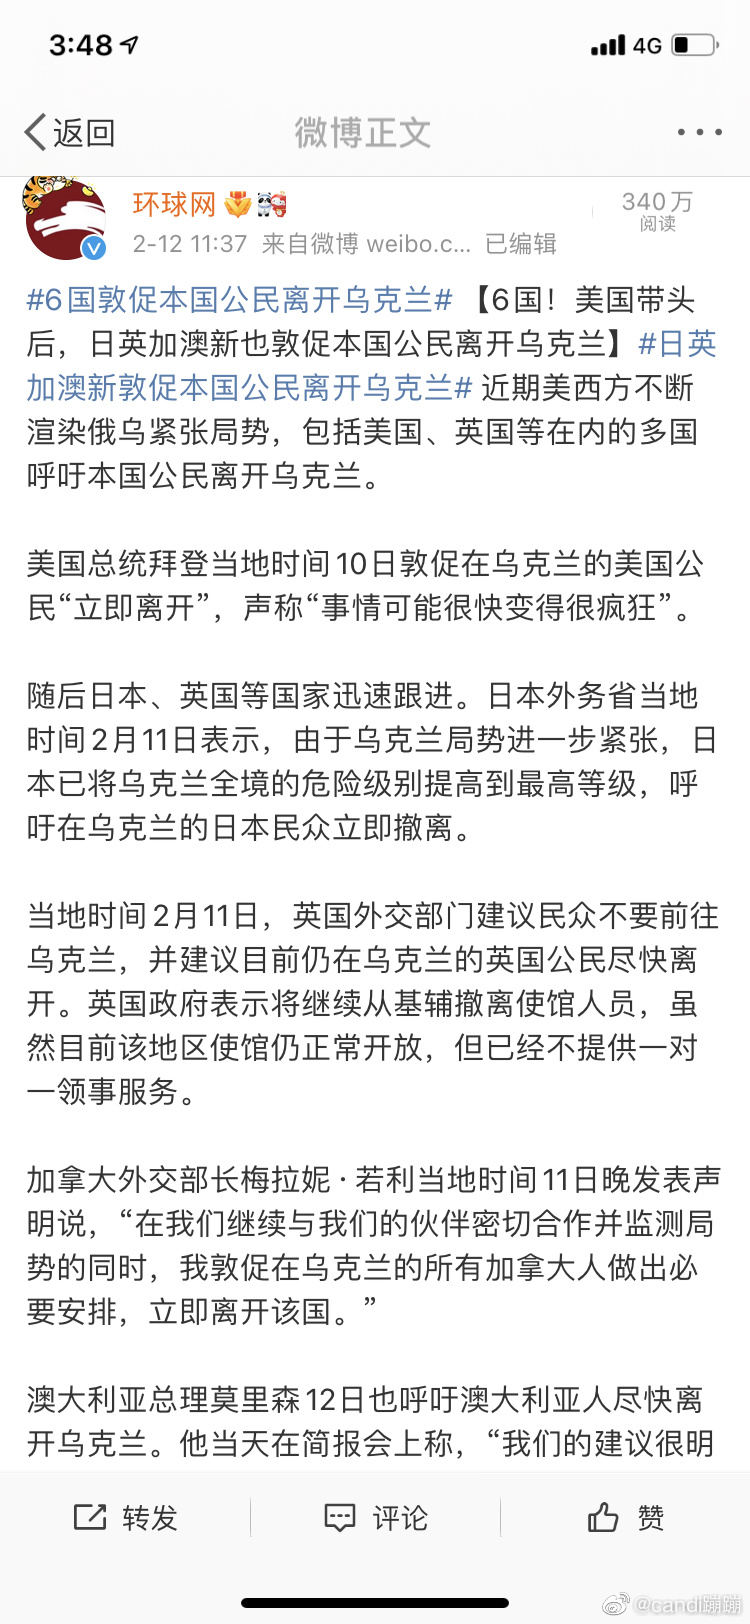 3:48
4G
返回
微博正文
环球网
340万
阅读
2-12 11:37 来自微博 weibo.c... 已编辑
#6国敦促本国公民离开乌克兰# 【6国！美国带头
后，日英加澳新也敦促本国公民离开乌克兰】#日英
加澳新敦促本国公民离开乌克兰# 近期美西方不断
渲染俄乌紧张局势，包括美国、英国等在内的多国
呼吁本国公民离开乌克兰。
美国总统拜登当地时间10日敦促在乌克兰的美国公
民“立即离开”，声称“事情可能很快变得很疯狂”。
随后日本、英国等国家迅速跟进。日本外务省当地
时间2月11日表示，由于乌克兰局势进一步紧张，日
本已将乌克兰全境的危险级别提高到最高等级，呼
吁在乌克兰的日本民众立即撤离。
当地时间2月11日，英国外交部门建议民众不要前往
乌克兰，并建议目前仍在乌克兰的英国公民尽快离
开。英国政府表示将继续从基辅撤离使馆人员，虽
然目前该地区使馆仍正常开放，但已经不提供一对
一领事服务。
加拿大外交部长梅拉妮·若利当地时间11日晚发表声
明说，“在我们继续与我们的伙伴密切合作并监测局
势的同时，我敦促在乌克兰的所有加拿大人做出必
要安排，立即离开该国。”
澳大利亚总理莫里森12日也呼吁澳大利亚人尽快离
开乌克兰。他当天在简报会上称，“我们的建议很明
转发
评论
赞
@candl蹦蹦